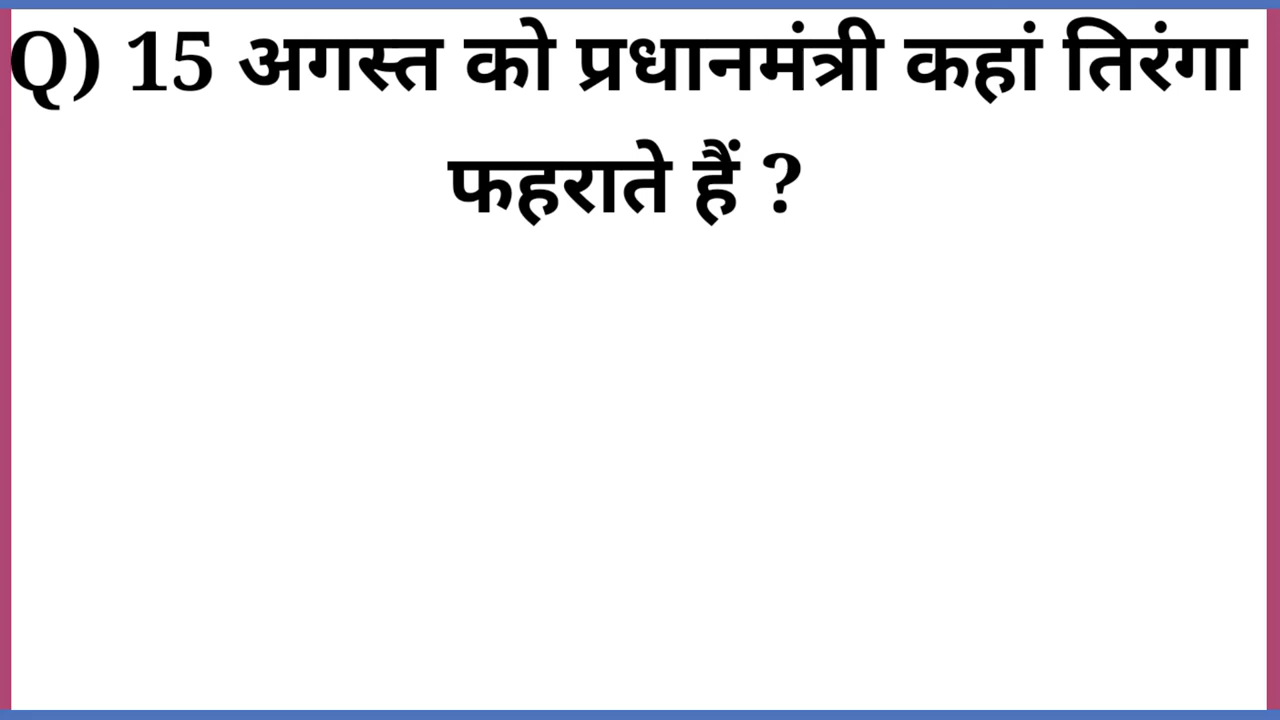 Q) 15 अगस्त को प्रधानमंत्री कहां तिरंगा
फहराते हैं ?